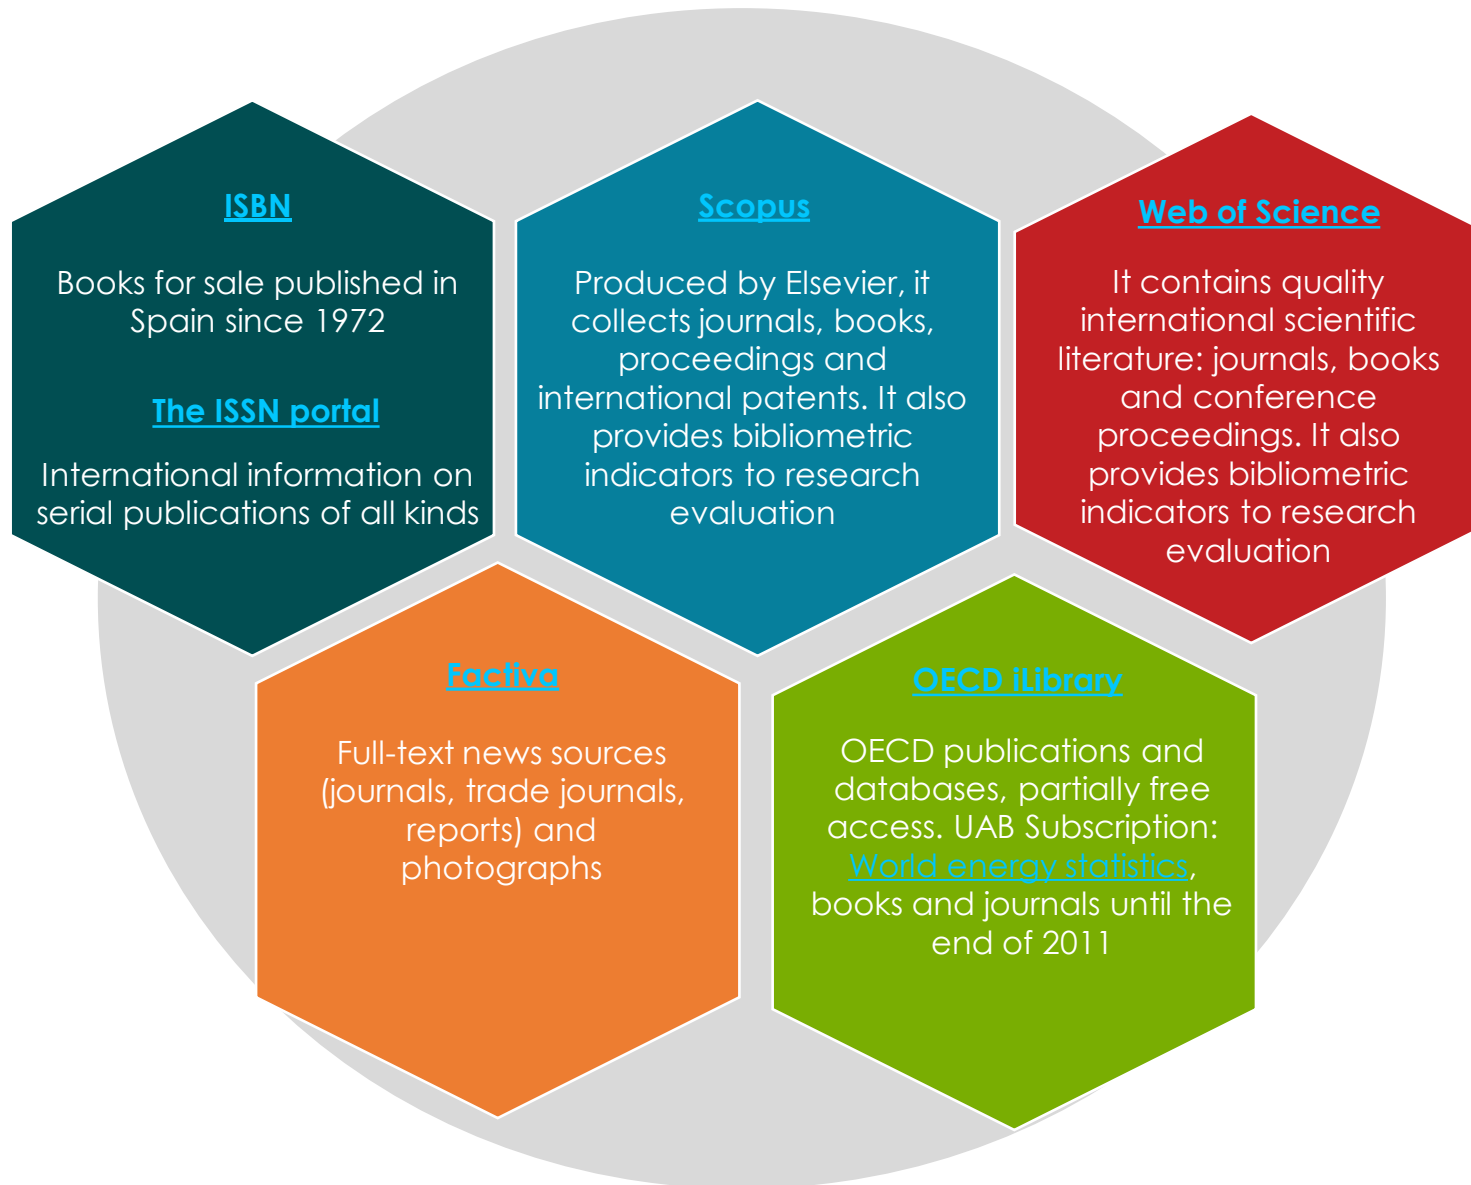 ISBN
Books for sale published in
Spain since 1972
The ISSN portal
International information on
serial publications of all kinds
Scopus
Produced by Elsevier, it
collects journals, books,
proceedings and
international patents. It also
provides bibliometric
indicators to research
evaluation
Web of Science
It contains quality
international scientific
literature: journals, books
and conference
proceedings. It also
provides bibliometric
indicators to research
evaluation
Factiva
Full-text news sources
(journals, trade journals,
reports) and
photographs
OECD iLibrary
OECD publications and
databases, partially free
access. UAB Subscription:
World energy statistics,
books and journals until the
end of 2011